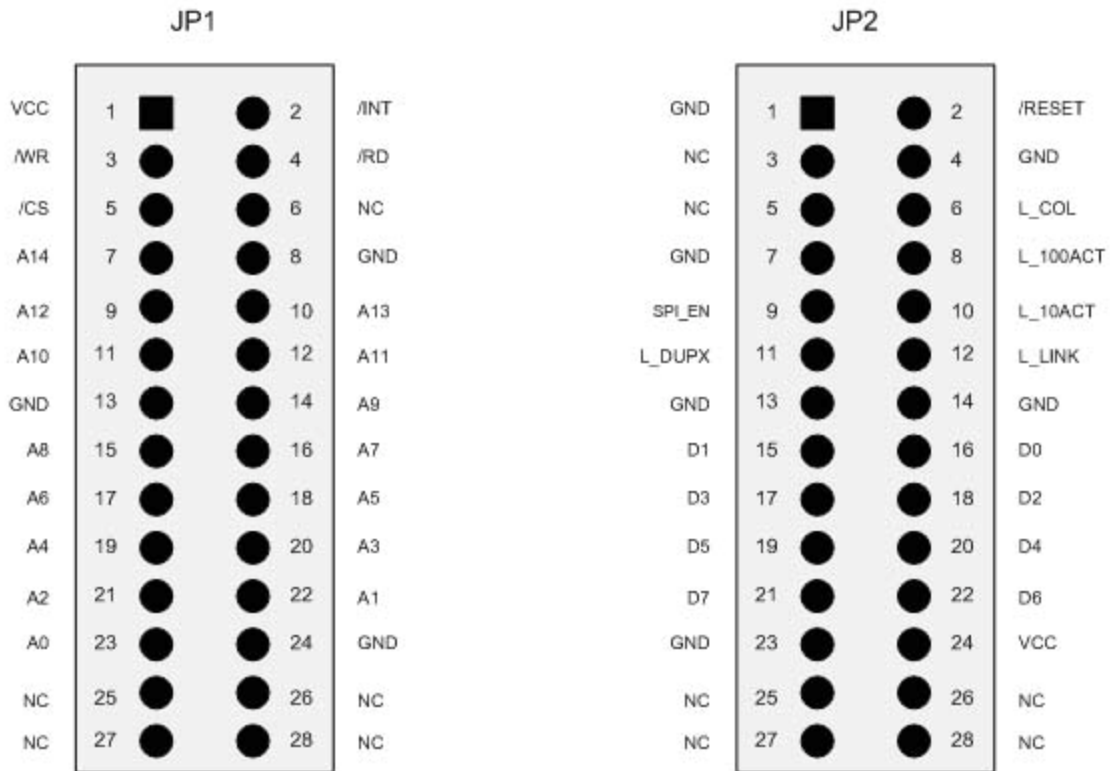 JP1 JP2
VCC 1 2 /INT GND 1 2 /RESET
/WR 3 4 /RD NC 3 4 GND
/CS 5 6 NC NC 5 6 L_COL
A14 7 8 GND GND 7 8 L_100ACT
A12 9 10 A13 SPI_EN 9 10 L_10ACT
A10 11 12 A11 L_DUPX 11 12 L_LINK
GND 13 14 A9 GND 13 14 GND
A8 15 16 A7 D1 15 16 D0
A6 17 18 A5 D3 17 18 D2
A4 19 20 A3 D5 19 20 D4
A2 21 22 A1 D7 21 22 D6
A0 23 24 GND GND 23 24 VCC
NC 25 26 NC NC 25 26 NC
NC 27 28 NC NC 27 28 NC